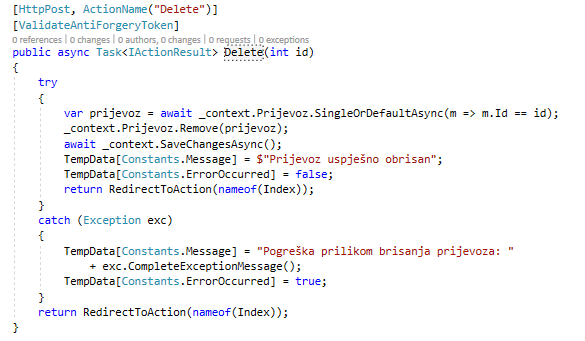 [HttpPost, ActionName("Delete")]
[ValidateAntiForgeryToken]
0 references | 0 changes | 0 authors, 0 changes | 0 requests | 0 exceptions
public async Task<IActionResult> Delete(int id)
{
    try
    {
        var prijevoz = await _context.Prijevoz.SingleOrDefaultAsync(m => m.Id == id);
        _context.Prijevoz.Remove(prijevoz);
        await _context.SaveChangesAsync();
        TempData[Constants.Message] = $"Prijevoz uspješno obrisan";
        TempData[Constants.ErrorOccurred] = false;
        return RedirectToAction(nameof(Index));
    }
    catch (Exception exc)
    {
        TempData[Constants.Message] = "Pogreška prilikom brisanja prijevoza: "
            + exc.CompleteExceptionMessage();
        TempData[Constants.ErrorOccurred] = true;
    }
    return RedirectToAction(nameof(Index));
}